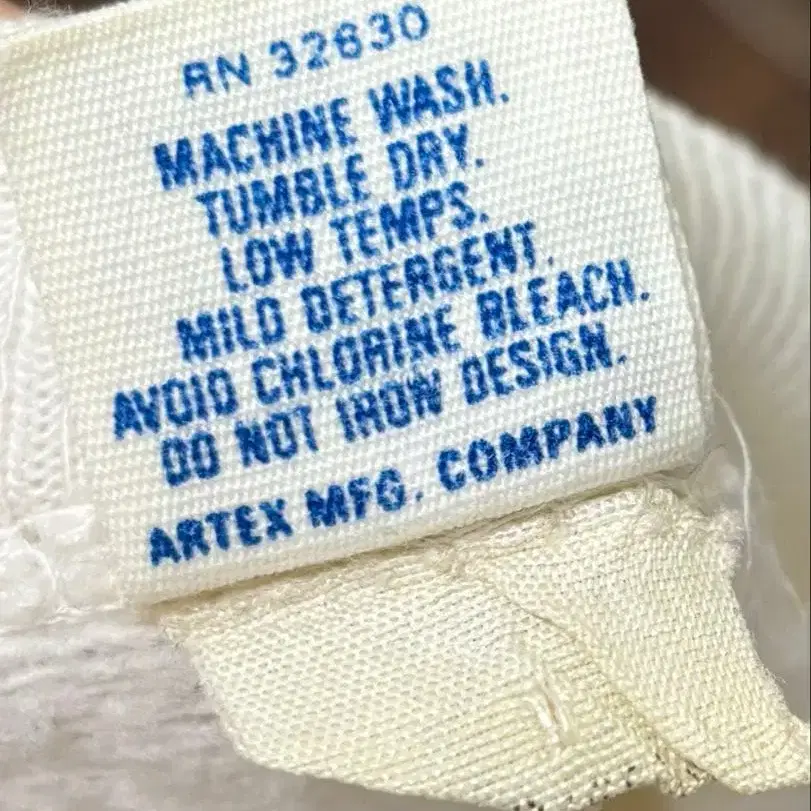 RN 32630
MACHINE WASH.
TUMBLE DRY.
LOW TEMPS.
MILD DETERGENT.
AVOID CHLORINE BLEACH.
DO NOT IRON DESIGN.
ARTEX MFG. COMPANY